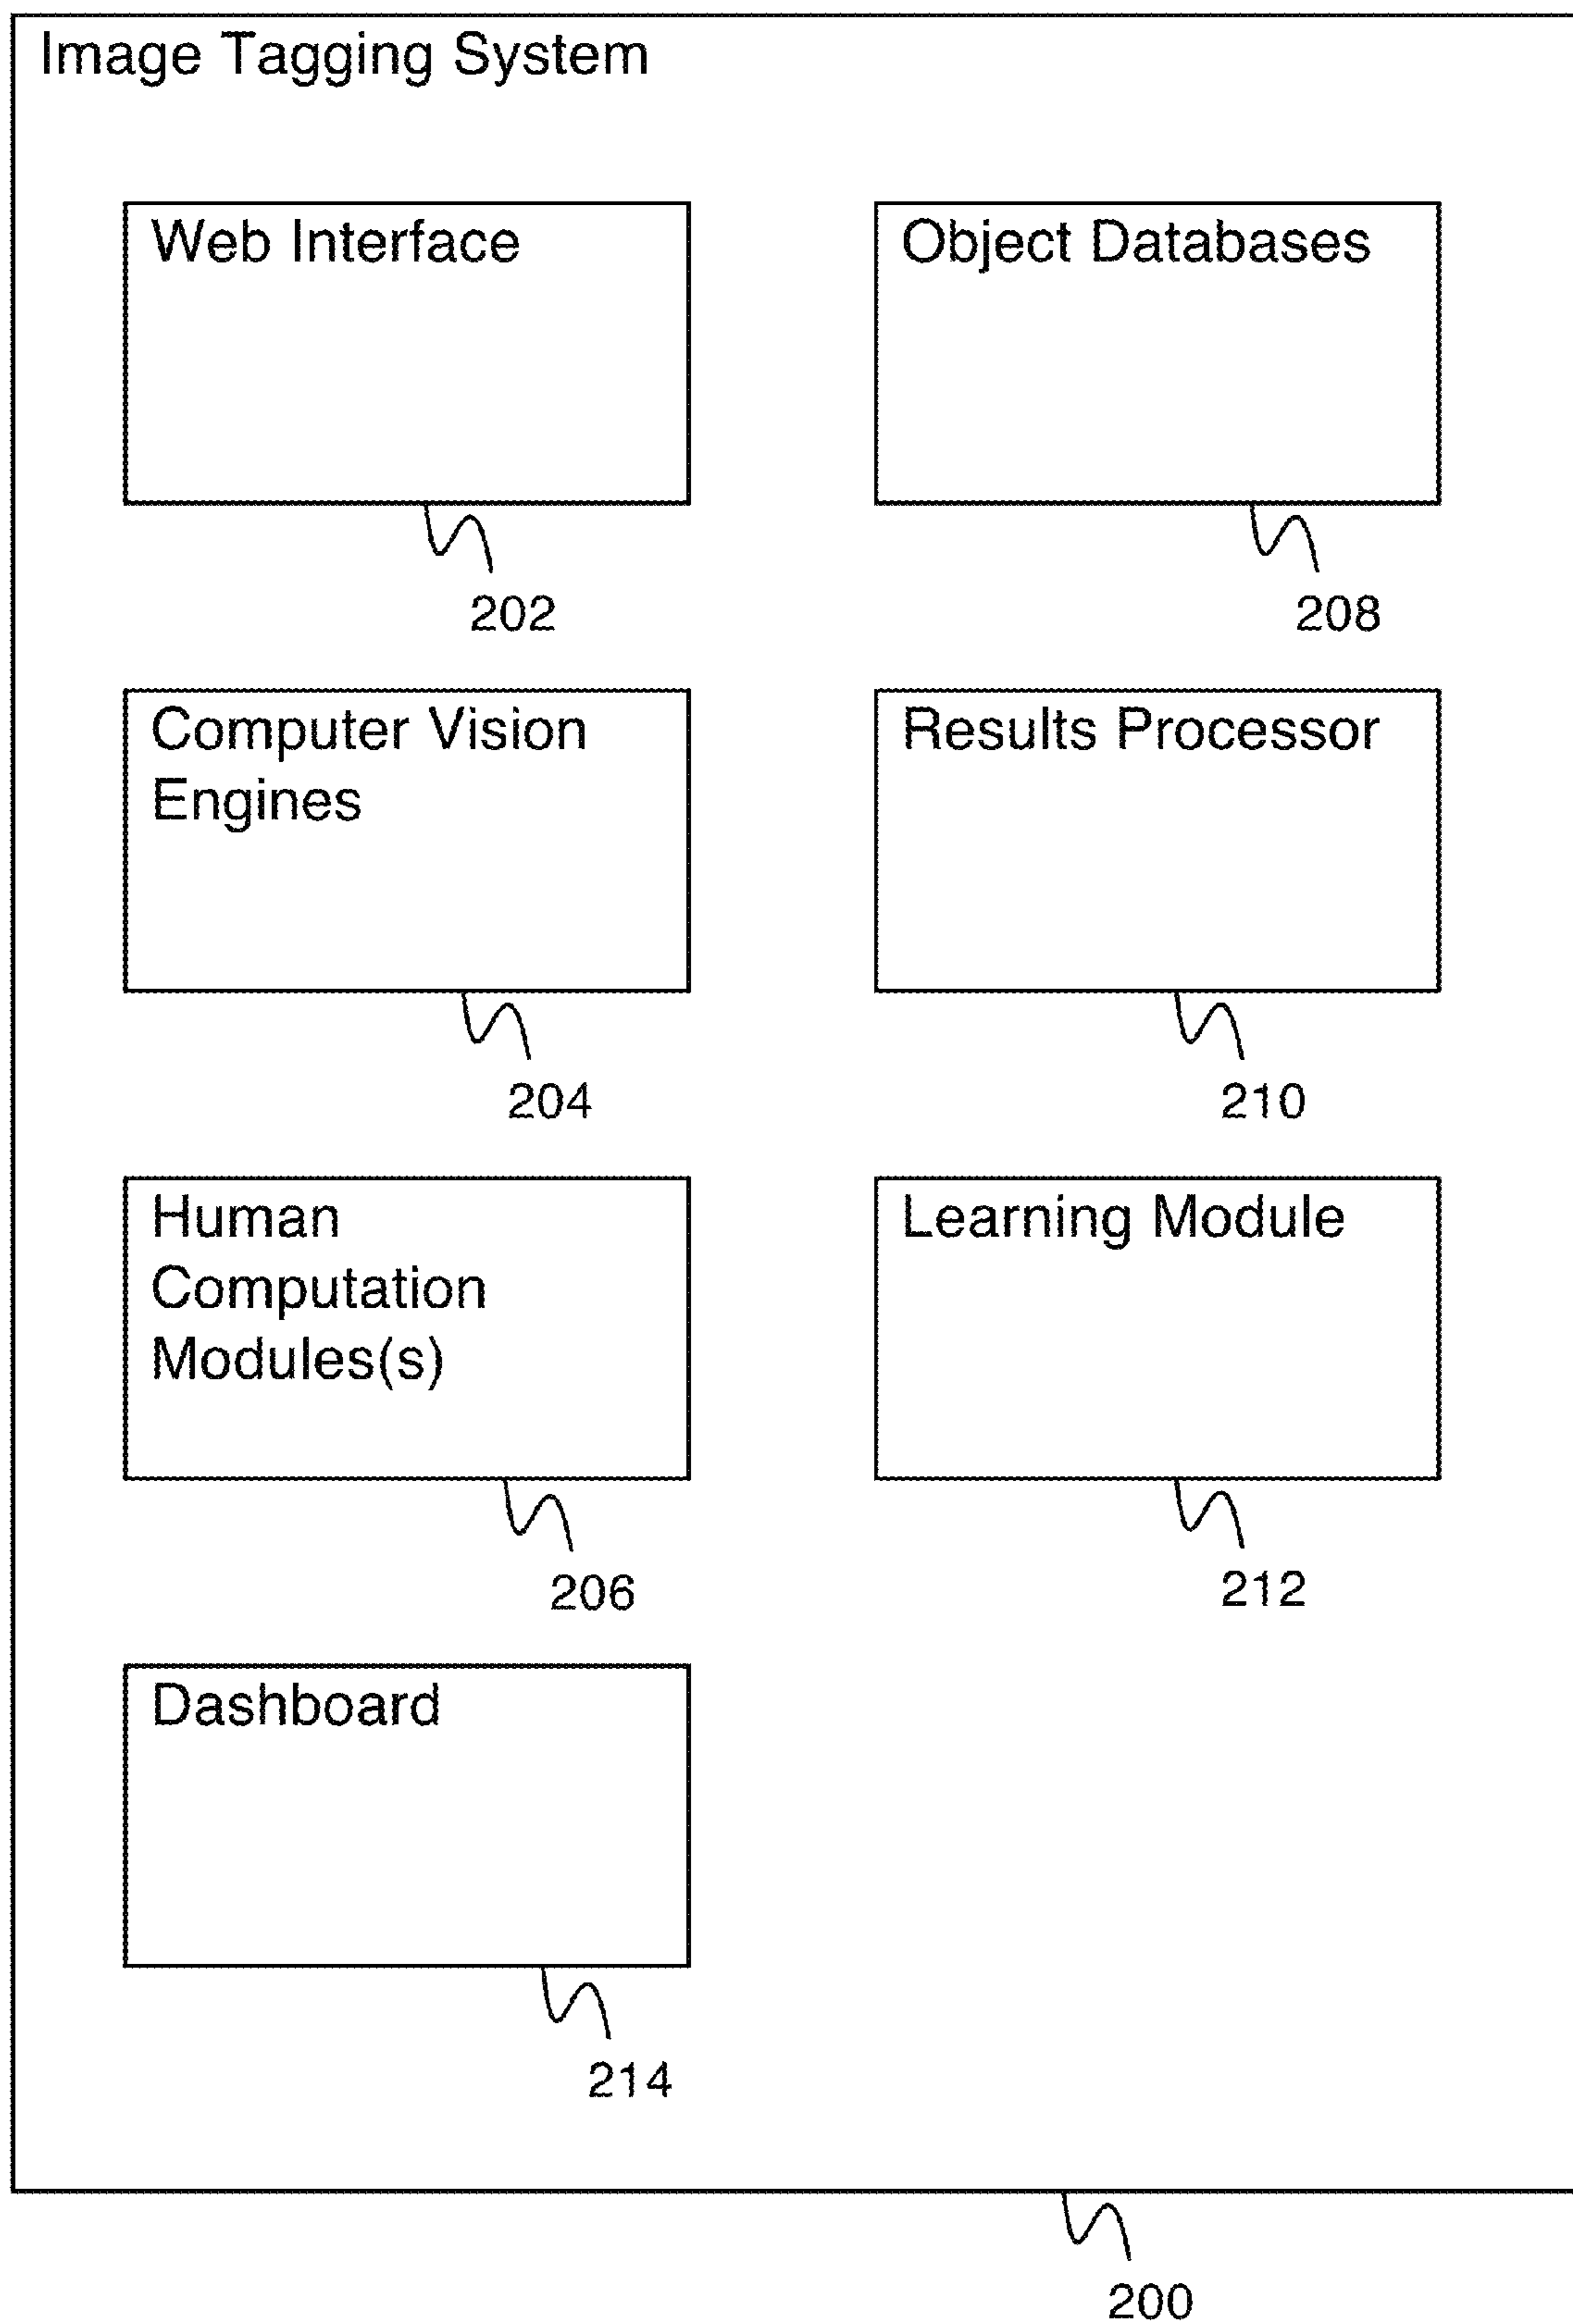 Image Tagging System
Web Interface
Object Databases
202
208
Computer Vision
Engines
Results Processor
204
210
Human
Computation
Modules(s)
Learning Module
206
212
Dashboard
214
200